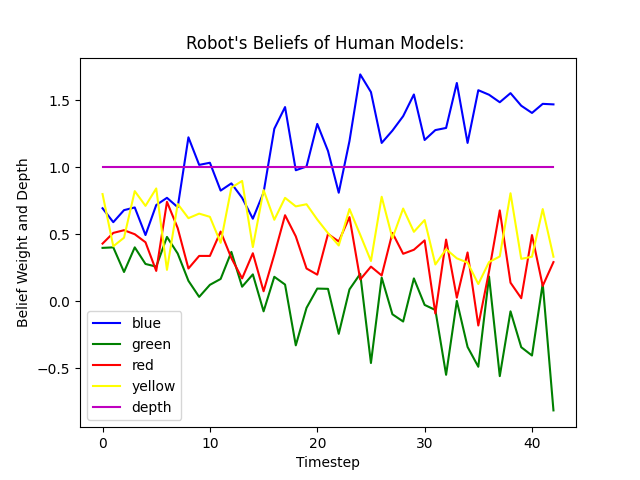 Robot's Beliefs of Human Models:
Belief Weight and Depth
1.5
1.0
0.5
0.0
−0.5
blue
green
red
yellow
depth
0
10
20
30
40
Timestep